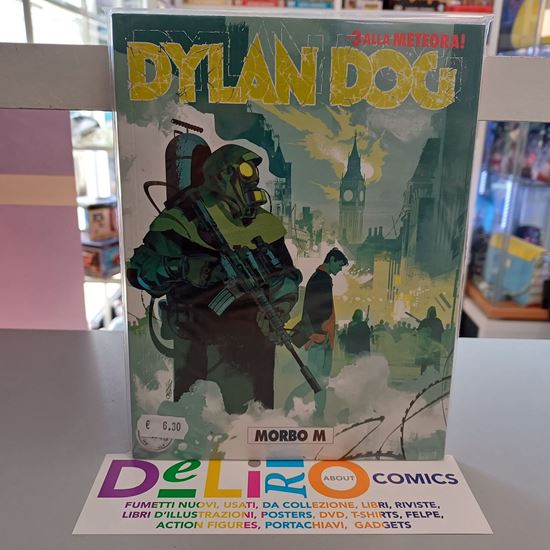 -3 ALLA METEORA!
DYLAN DOG
€ 6.30
MORBO M
DeLiRiO ABOUT COMICS
FUMETTI NUOVI, USATI, DA COLLEZIONE, LIBRI, RIVISTE,
LIBRI D'ILLUSTRAZIONI, POSTERS, DVD, T-SHIRTS, FELPE,
ACTION FIGURES, PORTACHIAVI, GADGETS